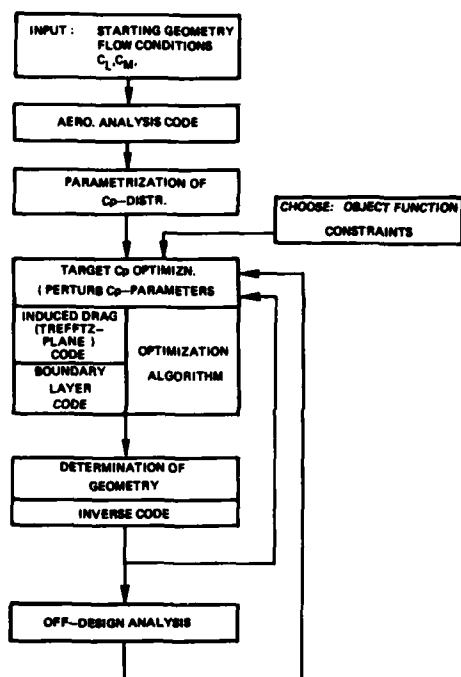 INPUT : STARTING GEOMETRY
FLOW CONDITIONS
CL,CM,
AERO. ANALYSIS CODE
PARAMETRIZATION OF
Cp-DISTR.
CHOOSE: OBJECT FUNCTION
CONSTRAINTS
TARGET Cp OPTIMIZN.
( PERTURB Cp-PARAMETERS
INDUCED DRAG
(TREFFTZ-
PLANE )
CODE
BOUNDARY
LAYER
CODE
OPTIMIZATION
ALGORITHM
DETERMINATION OF
GEOMETRY
INVERSE CODE
OFF-DESIGN ANALYSIS